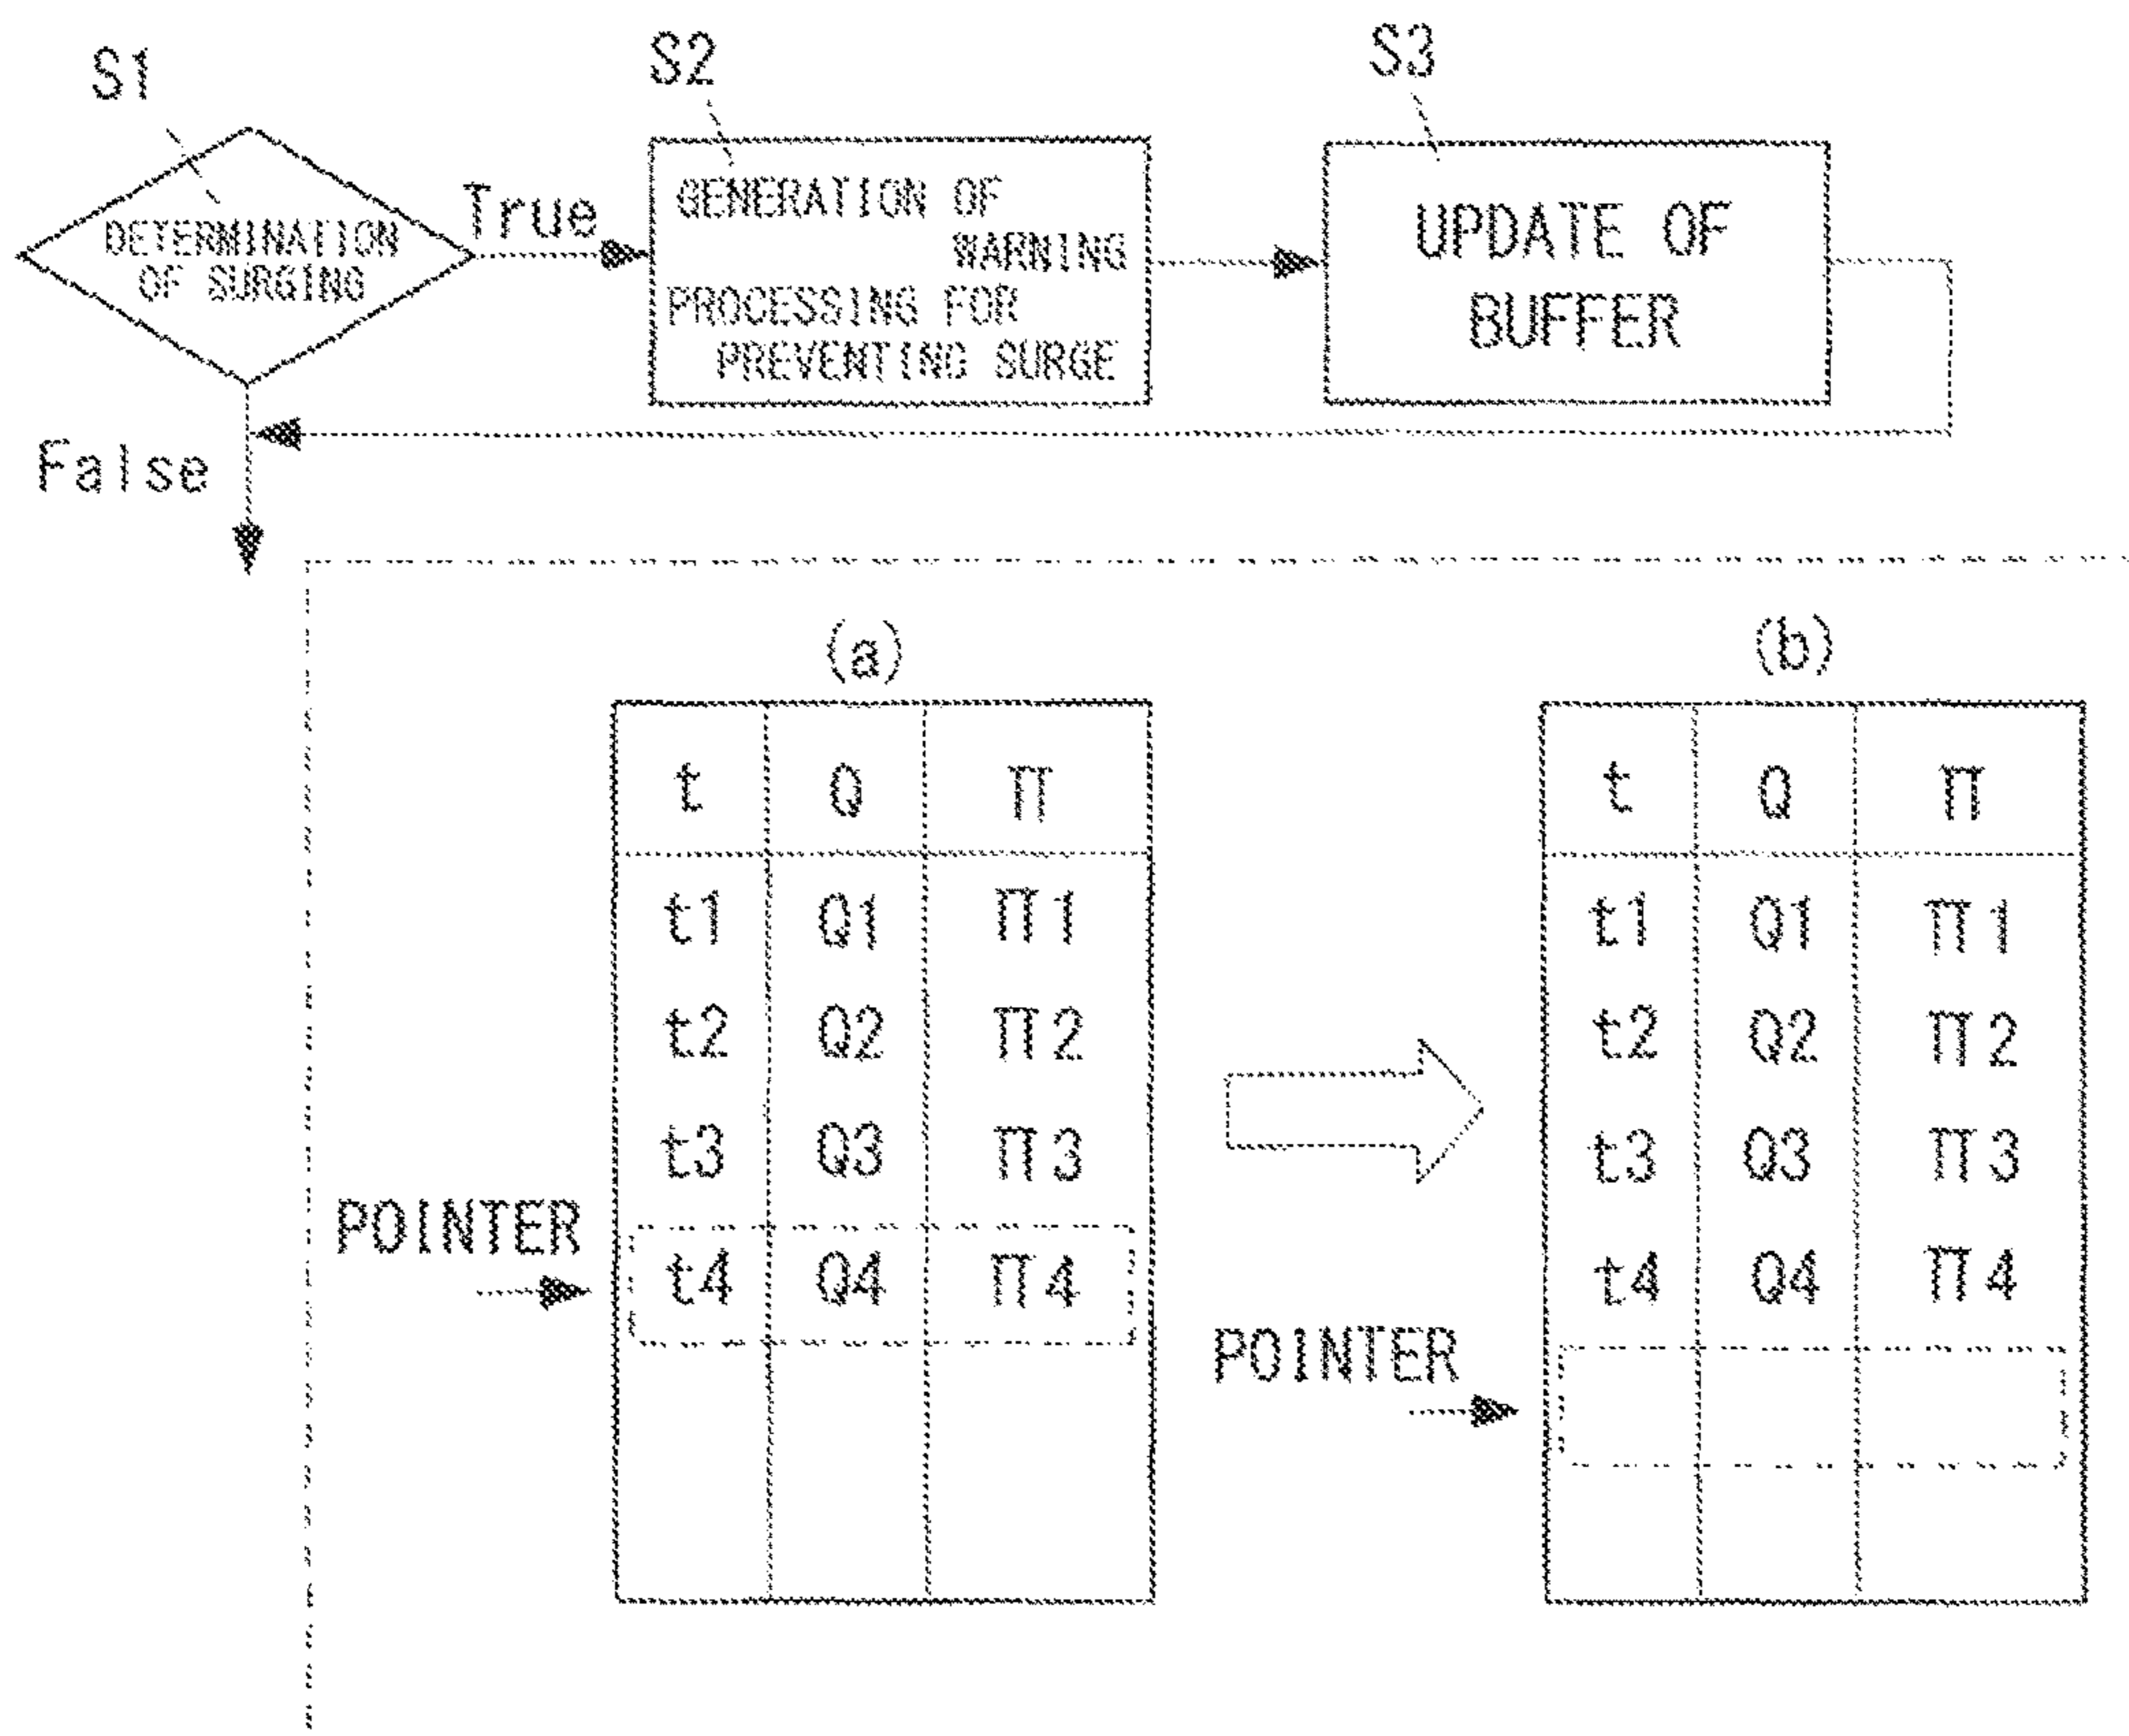 S1
S2
S3
DETERMINATION
OF SURGING
True
GENERATION OF
WARNING
PROCESSING FOR
PREVENTING SURGE
UPDATE OF
BUFFER
False
(a)
t Q Π
t1 Q1 Π1
t2 Q2 Π2
t3 Q3 Π3
POINTER
t4 Q4 Π4
(b)
t Q Π
t1 Q1 Π1
t2 Q2 Π2
t3 Q3 Π3
t4 Q4 Π4
POINTER